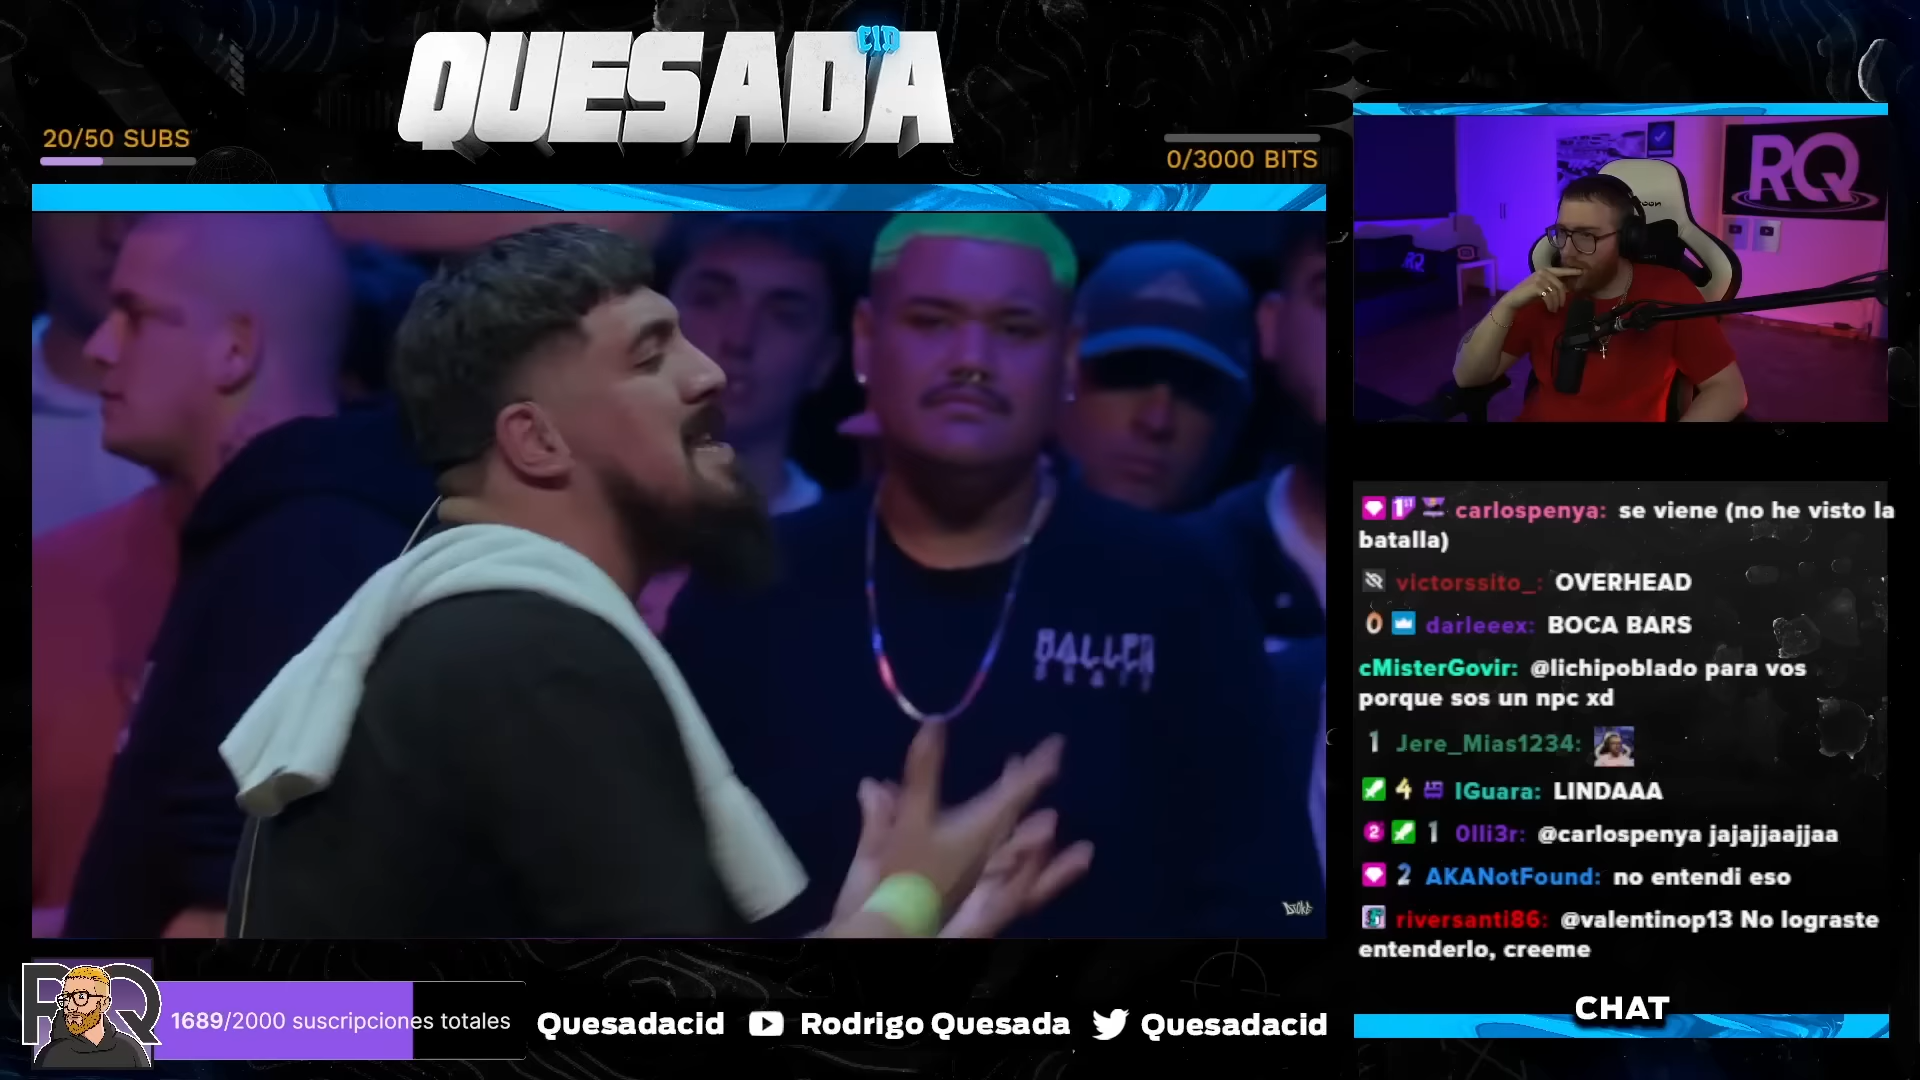 QUESADA
CID
20/50 SUBS
0/3000 BITS
RQ
RQ
BALLER
carlospenya: se viene (no he visto la
batalla)
victorssito_: OVERHEAD
0 darleeex: BOCA BARS
cMisterGovir: @lichipoblado para vos
porque sos un npc xd
1 Jere_Mias1234:
4 IGuara: LINDAAA
2 1 0lli3r: @carlospenya jajajjaajjaa
2 AKANotFound: no entendi eso
riversanti86: @valentinop13 No lograste
entenderlo, creeme
CHAT
RQ
1689/2000 suscripciones totales
Quesadacid
Rodrigo Quesada
Quesadacid